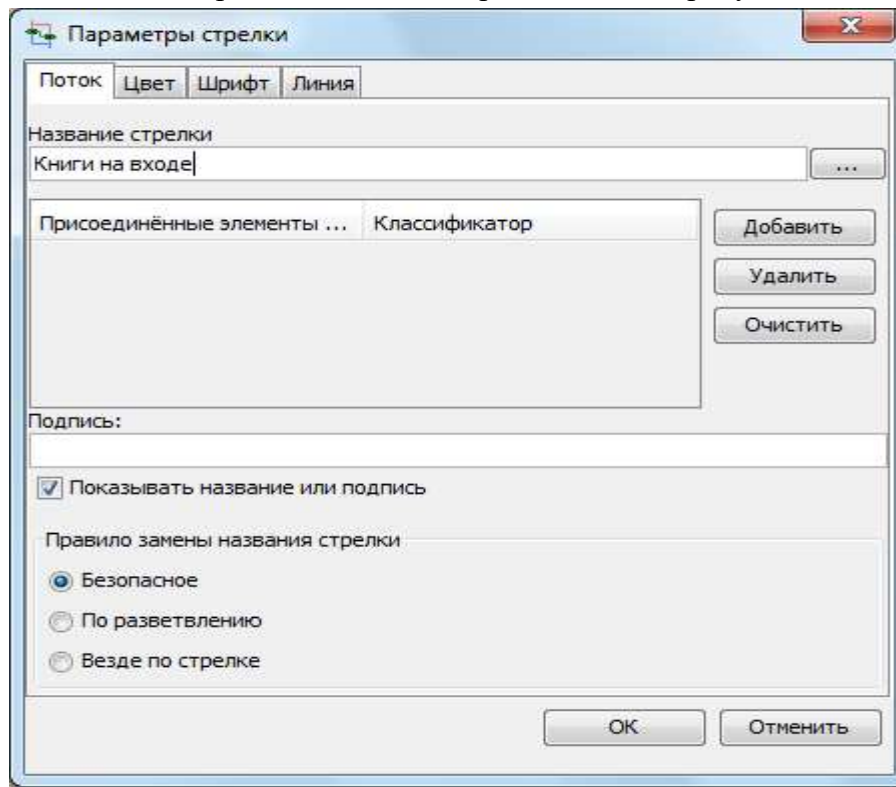 Параметры стрелки
Поток Цвет Шрифт Линия
Название стрелки
Книги на входе ...
Присоединённые элементы ... Классификатор
Добавить
Удалить
Очистить
Подпись:
Показывать название или подпись
Правило замены названия стрелки
Безопасное
По разветвлению
Везде по стрелке
OK Отменить